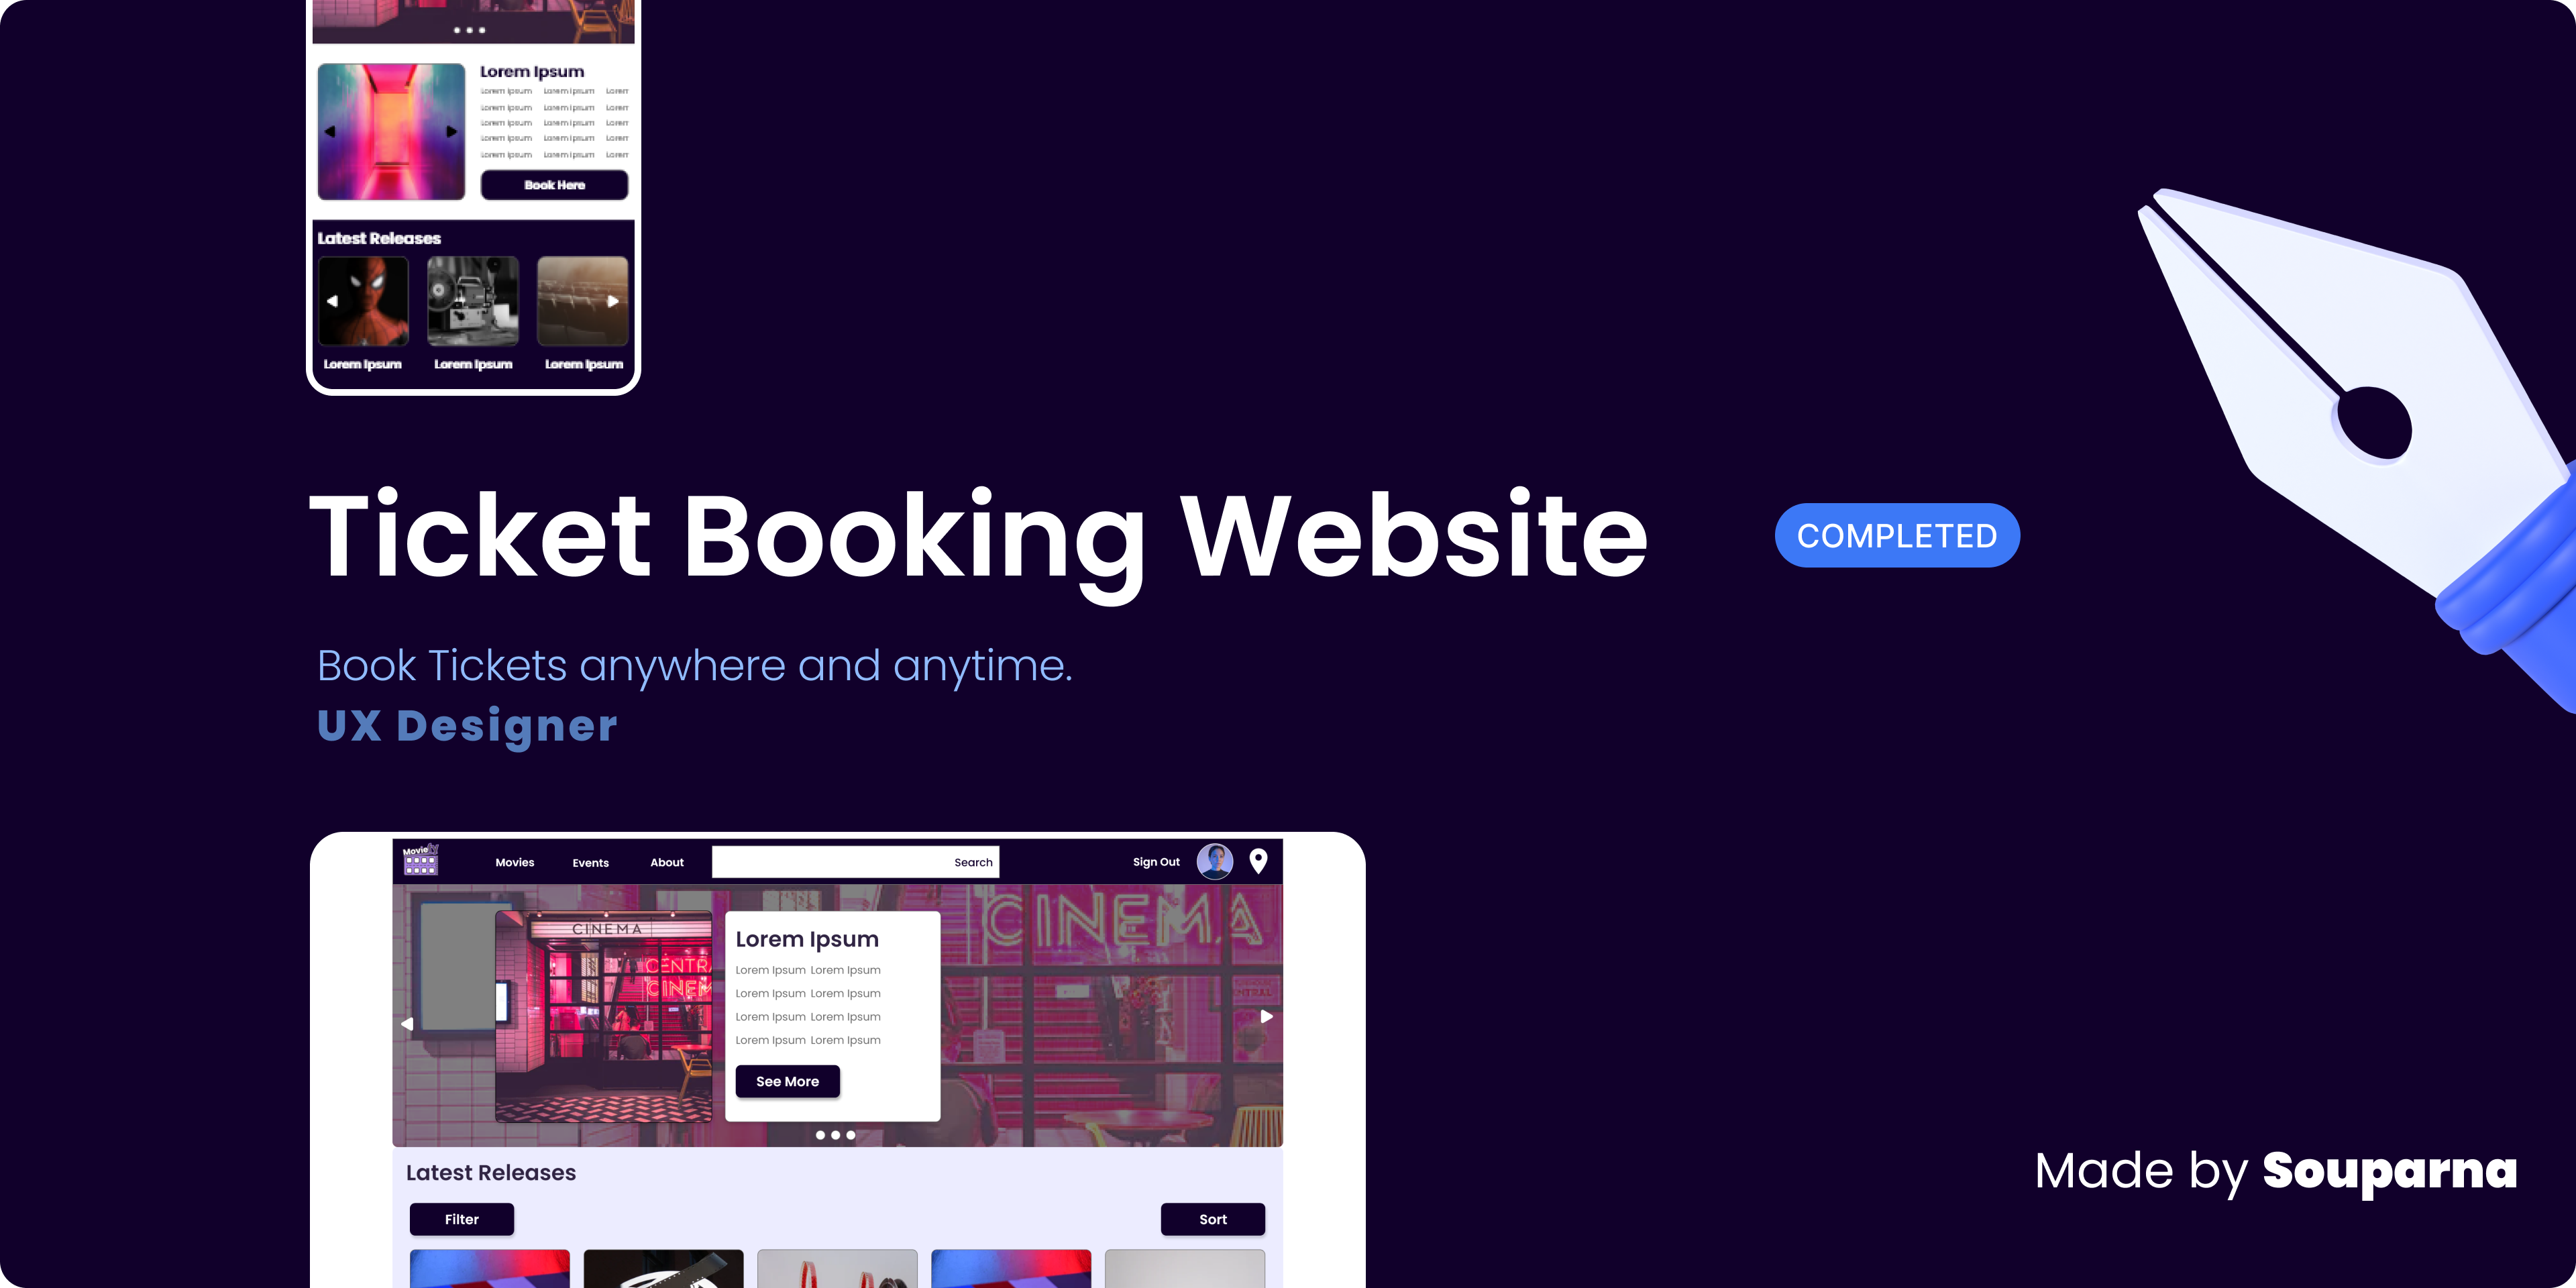 Lorem Ipsum
Lorem Ipsum Lorem Ipsum Lorem
Lorem Ipsum Lorem Ipsum Lorem
Lorem Ipsum Lorem Ipsum Lorem
Lorem Ipsum Lorem Ipsum Lorem
Lorem Ipsum Lorem Ipsum Lorem
Book Here
Latest Releases
Lorem Ipsum Lorem Ipsum Lorem Ipsum
Ticket Booking Website
COMPLETED
Book Tickets anywhere and anytime.
UX Designer
Movie
Movies Events About Search Sign Out
CINEMA
CINEMA
CENTRA
CINEM
Lorem Ipsum
Lorem Ipsum Lorem Ipsum
Lorem Ipsum Lorem Ipsum
Lorem Ipsum Lorem Ipsum
Lorem Ipsum Lorem Ipsum
See More
Latest Releases
Filter Sort
Made by Souparna